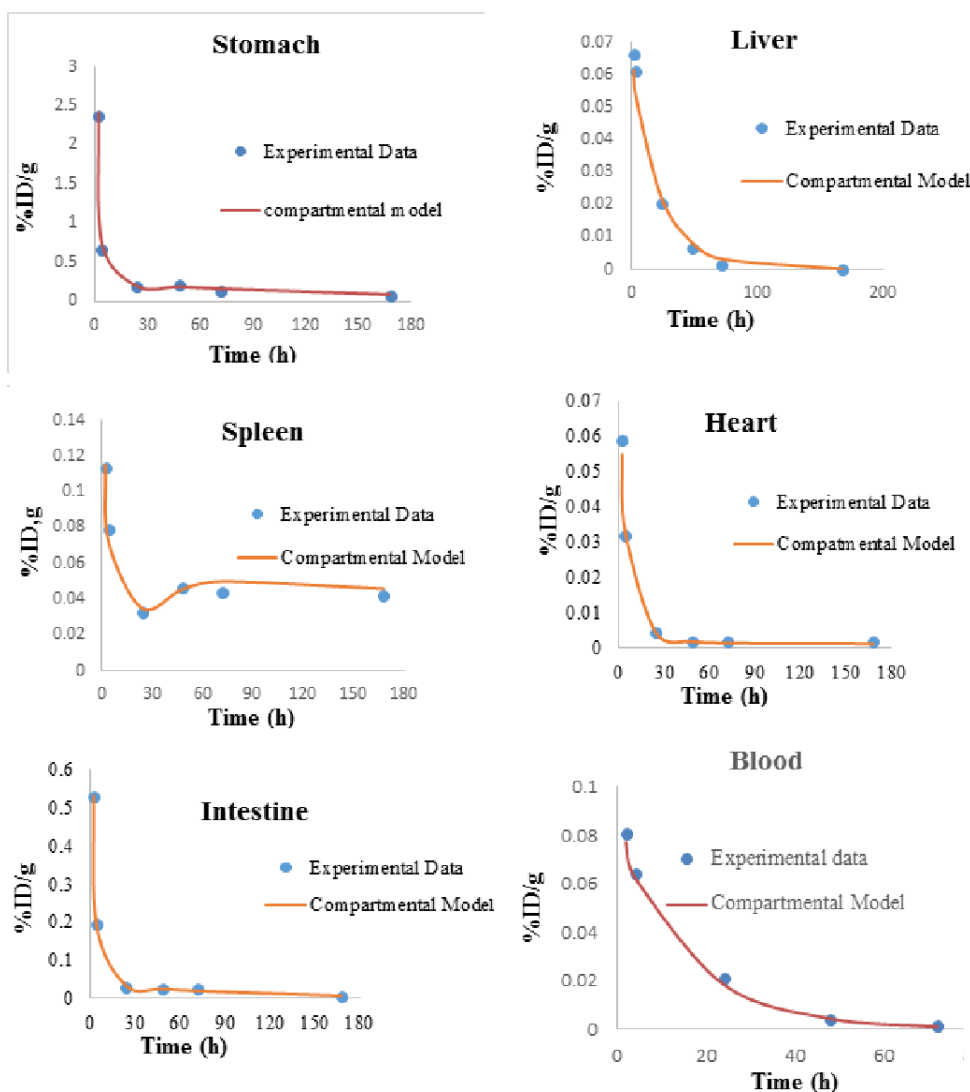 Stomach
3
2.5
2
1.5
1
0.5
0
%ID/g
Experimental Data
compartmental model
0 30 60 90 120 150 180
Time (h)
Liver
0.07
0.06
0.05
0.04
0.03
0.02
0.01
0
%ID/g
Experimental Data
Compartmental Model
0 100 200
Time (h)
Spleen
0.14
0.12
0.1
0.08
0.06
0.04
0.02
0
%ID,g
Experimental Data
Compartmental Model
0 30 60 90 120 150 180
Time (h)
Heart
0.07
0.06
0.05
0.04
0.03
0.02
0.01
0
%ID/g
Experimental Data
Compatmental Model
0 30 60 90 120 150 180
Time (h)
Intestine
0.6
0.5
0.4
0.3
0.2
0.1
0
%ID/g
Experimental Data
Compartmental Model
0 30 60 90 120 150 180
Time (h)
Blood
0.1
0.08
0.06
0.04
0.02
0
%ID/g
Experimental data
Compartmental Model
0 20 40 60
Time (h)